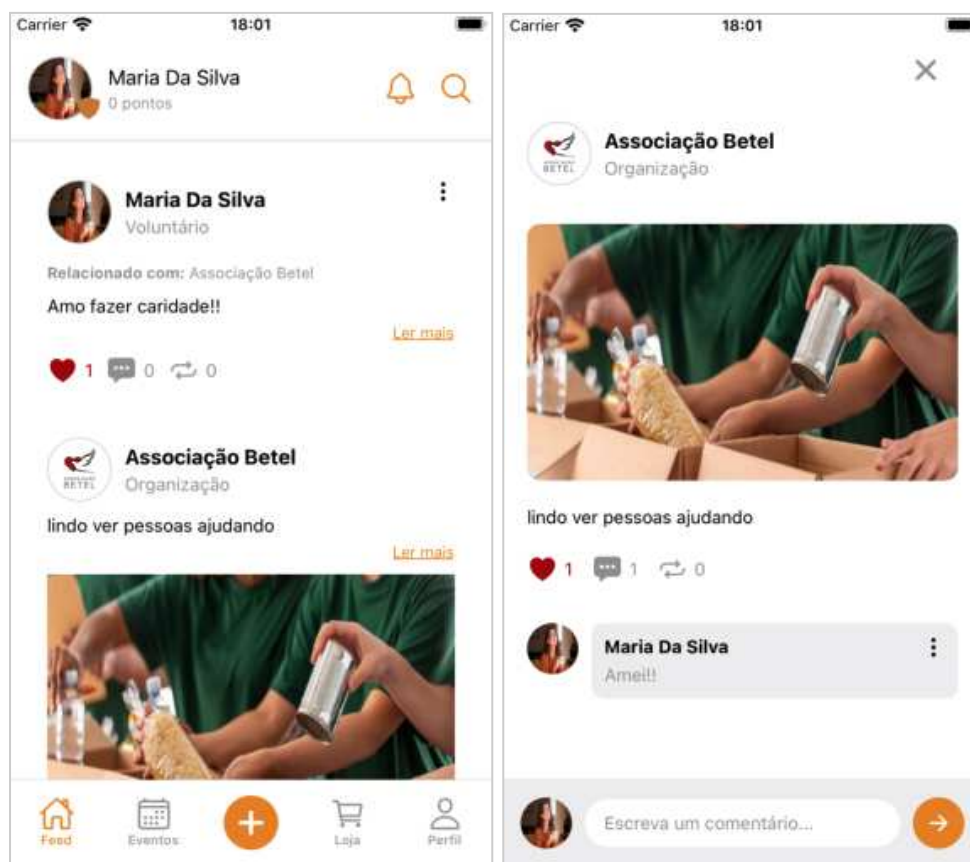 Carrier
18:01
Maria Da Silva
0 pontos
Maria Da Silva
Voluntário
Relacionado com: Associação Betel
Amo fazer caridade!!
Ler mais
1
0
0
BETEL
Associação Betel
Organização
lindo ver pessoas ajudando
Ler mais
Feed
Eventos
Loja
Perfil
Carrier
18:01
BETEL
Associação Betel
Organização
lindo ver pessoas ajudando
1
1
0
Maria Da Silva
Amei!!
Escreva um comentário...